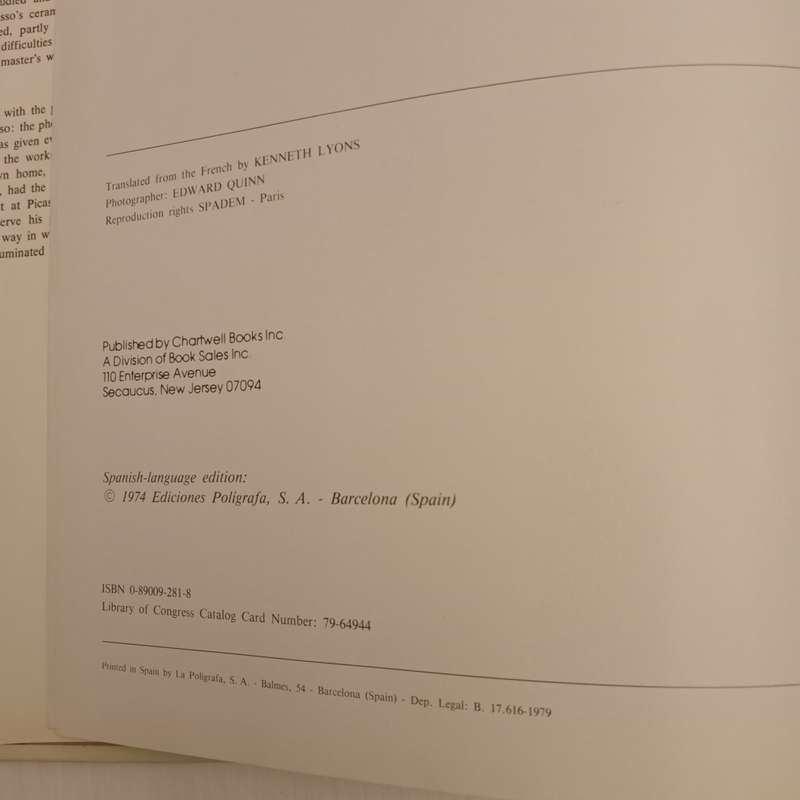 sso's ceram
ed, partly
difficulties
master's w
with the
so: the pho
as given ev
the work
vn home,
, had the
t at Picas
erve his
way in w
uminated
Translated from the French by KENNETH LYONS
Photographer: EDWARD QUINN
Reproduction rights SPADEM - Paris
Published by Chartwell Books Inc.
A Division of Book Sales Inc.
110 Enterprise Avenue
Secaucus, New Jersey 07094
Spanish-language edition:
© 1974 Ediciones Polígrafa, S. A. - Barcelona (Spain)
ISBN 0-89009-281-8
Library of Congress Catalog Card Number: 79-64944
Printed in Spain by La Polígrafa, S. A. - Balmes, 54 - Barcelona (Spain) - Dep. Legal: B. 17.616-1979